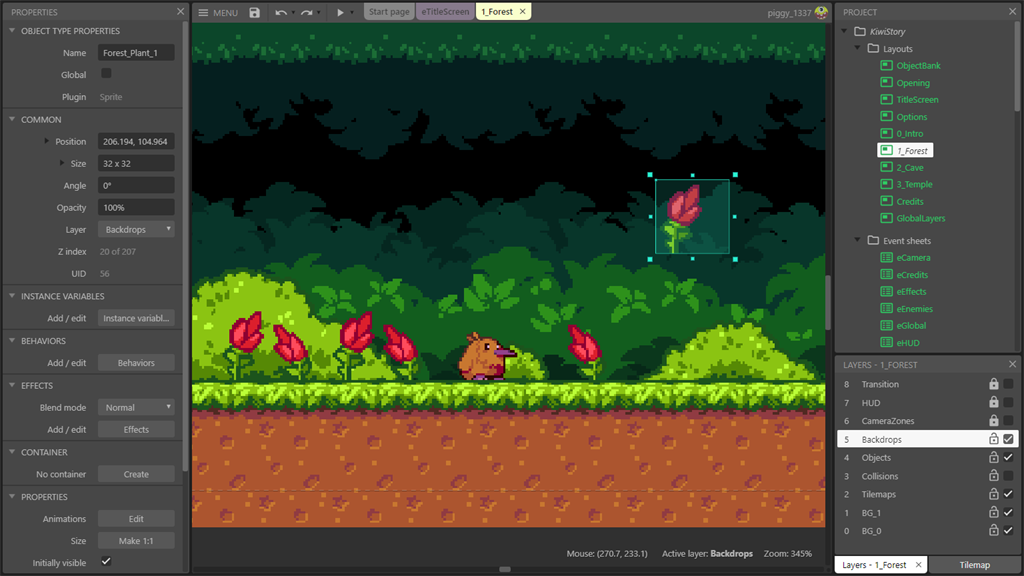 PROPERTIES
OBJECT TYPE PROPERTIES
Name Forest_Plant_1
Global
Plugin Sprite
COMMON
Position 206.194, 104.964
Size 32 x 32
Angle 0°
Opacity 100%
Layer Backdrops
Z index 20 of 207
UID 56
INSTANCE VARIABLES
Add / edit Instance variabl...
BEHAVIORS
Add / edit Behaviors
EFFECTS
Blend mode Normal
Add / edit Effects
CONTAINER
No container Create
PROPERTIES
Animations Edit
Size Make 1:1
Initially visible
MENU Start page eTitleScreen 1_Forest piggy_1337
Mouse: (270.7, 233.1) Active layer: Backdrops Zoom: 345%
PROJECT
KiwiStory
Layouts
ObjectBank
Opening
TitleScreen
Options
0_Intro
1_Forest
2_Cave
3_Temple
Credits
GlobalLayers
Event sheets
eCamera
eCredits
eEffects
eEnemies
eGlobal
eHUD
LAYERS - 1_FOREST
8 Transition
7 HUD
6 CameraZones
5 Backdrops
4 Objects
3 Collisions
2 Tilemaps
1 BG_1
0 BG_0
Layers - 1_Forest Tilemap